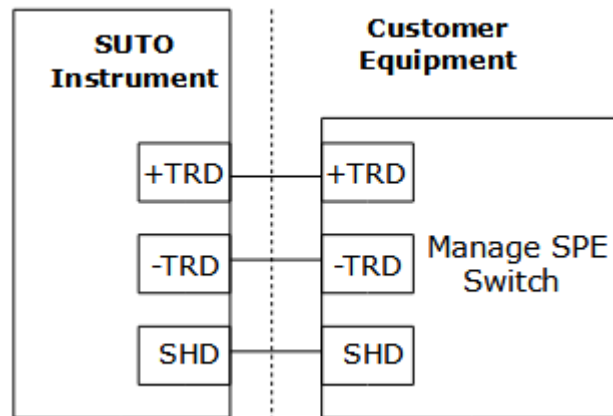 SUTO
Instrument
Customer
Equipment
+TRD
+TRD
-TRD
-TRD
Manage SPE
Switch
SHD
SHD